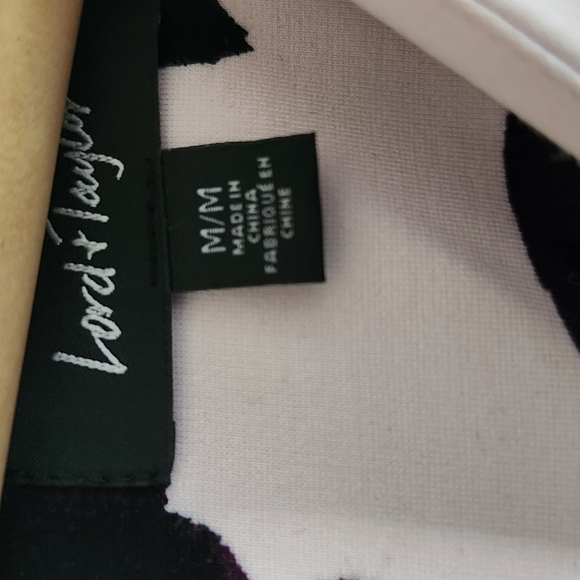 Lord + Taylor
M/M
MADE IN
CHINA
FABRIQUÉ EN
CHINE